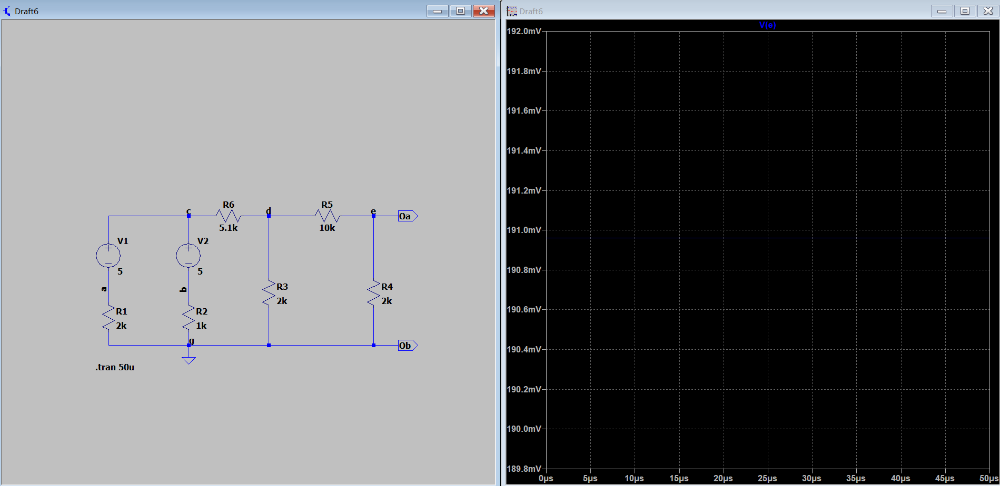 Draft6
R6
R5
c
d
e
Oa
5.1k
10k
V1
V2
5
5
a
b
R3
R4
2k
2k
R1
R2
2k
1k
g
Ob
.tran 50u
Draft6
V(e)
192.0mV
191.8mV
191.6mV
191.4mV
191.2mV
191.0mV
190.8mV
190.6mV
190.4mV
190.2mV
190.0mV
189.8mV
0µs 5µs 10µs 15µs 20µs 25µs 30µs 35µs 40µs 45µs 50µs